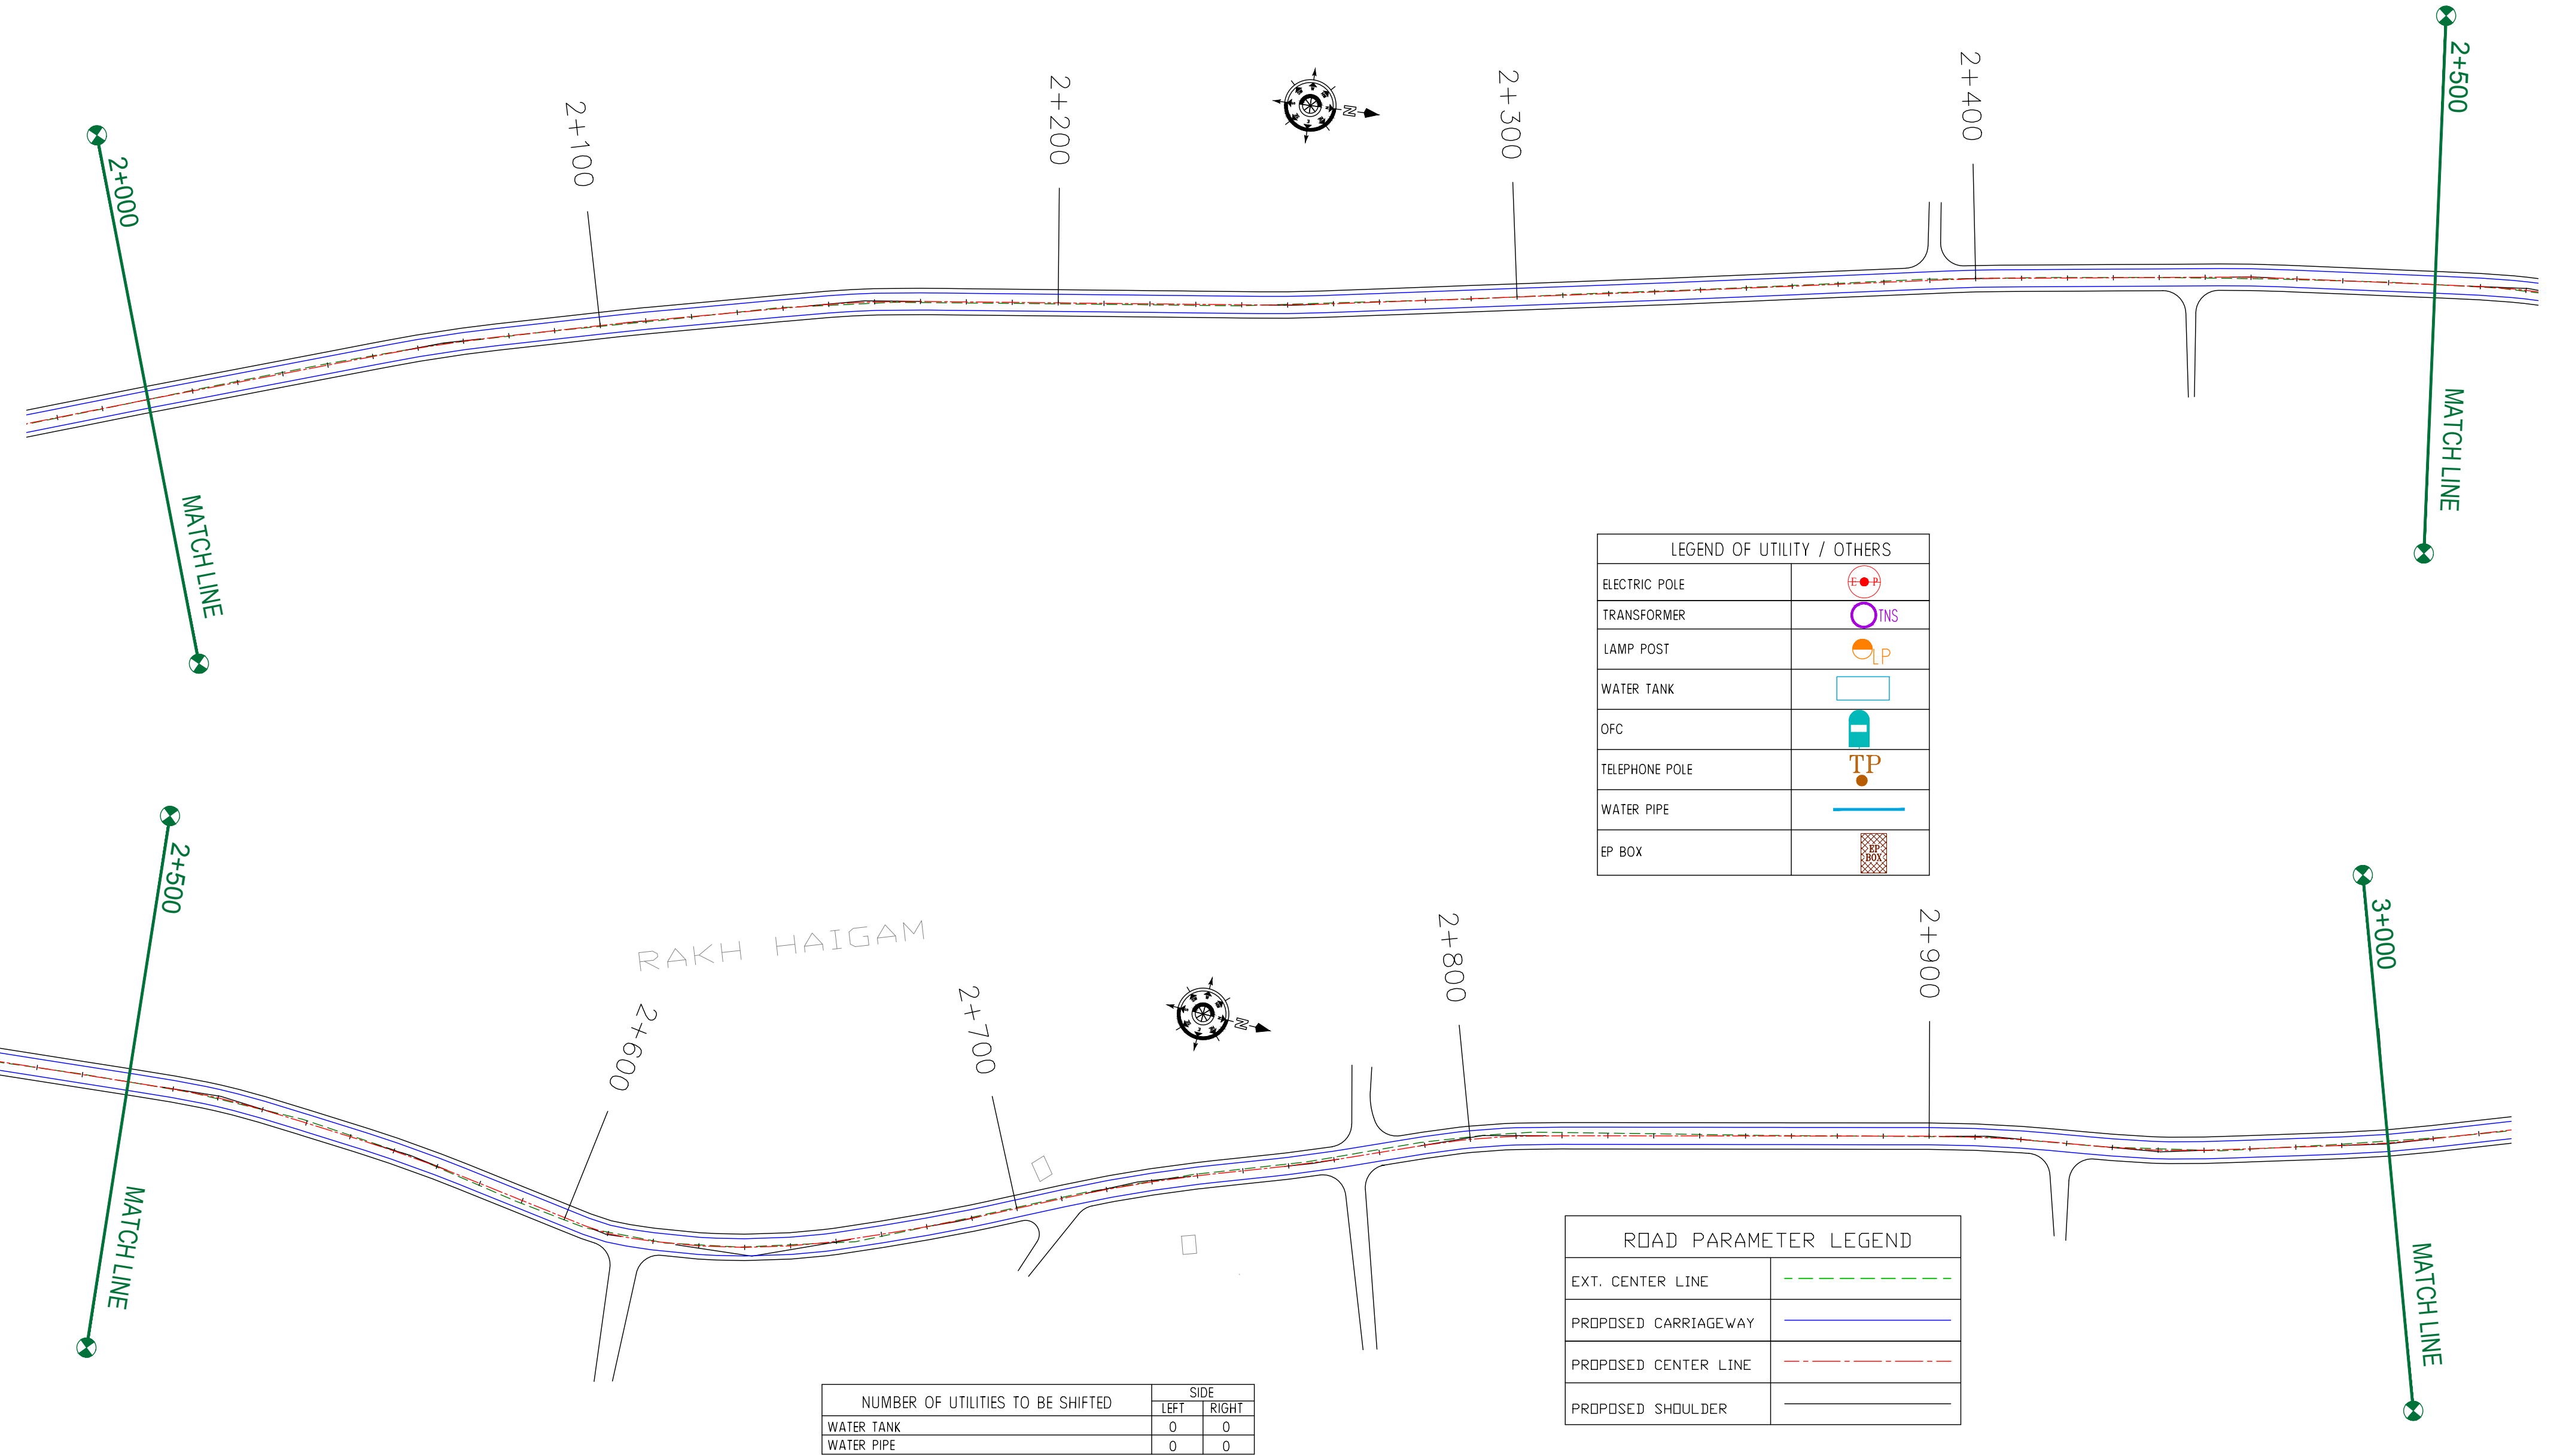 2+000
2+100
2+200
N
2+300
2+400
2+500
MATCH LINE
MATCH LINE
LEGEND OF UTILITY / OTHERS
ELECTRIC POLE E P
TRANSFORMER TNS
LAMP POST LP
WATER TANK
OFC
TELEPHONE POLE TP
WATER PIPE
EP BOX EP BOX
2+500
RAKH HAIGAM
2+600
2+700
N
2+800
2+900
3+000
MATCH LINE
MATCH LINE
ROAD PARAMETER LEGEND
EXT. CENTER LINE
PROPOSED CARRIAGEWAY
PROPOSED CENTER LINE
PROPOSED SHOULDER
NUMBER OF UTILITIES TO BE SHIFTED SIDE
LEFT RIGHT
WATER TANK 0 0
WATER PIPE 0 0